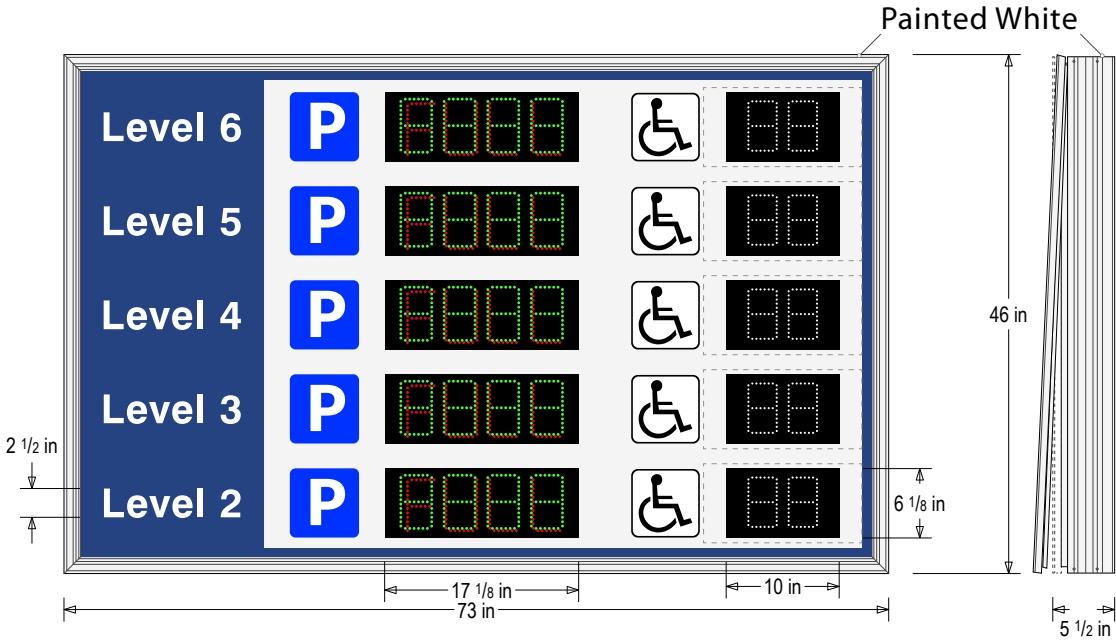 Painted White
Level 6 P
Level 5 P
Level 4 P
46 in
Level 3 P
2 1/2 in
Level 2 P
6 1/8 in
17 1/8 in
10 in
73 in
5 1/2 in